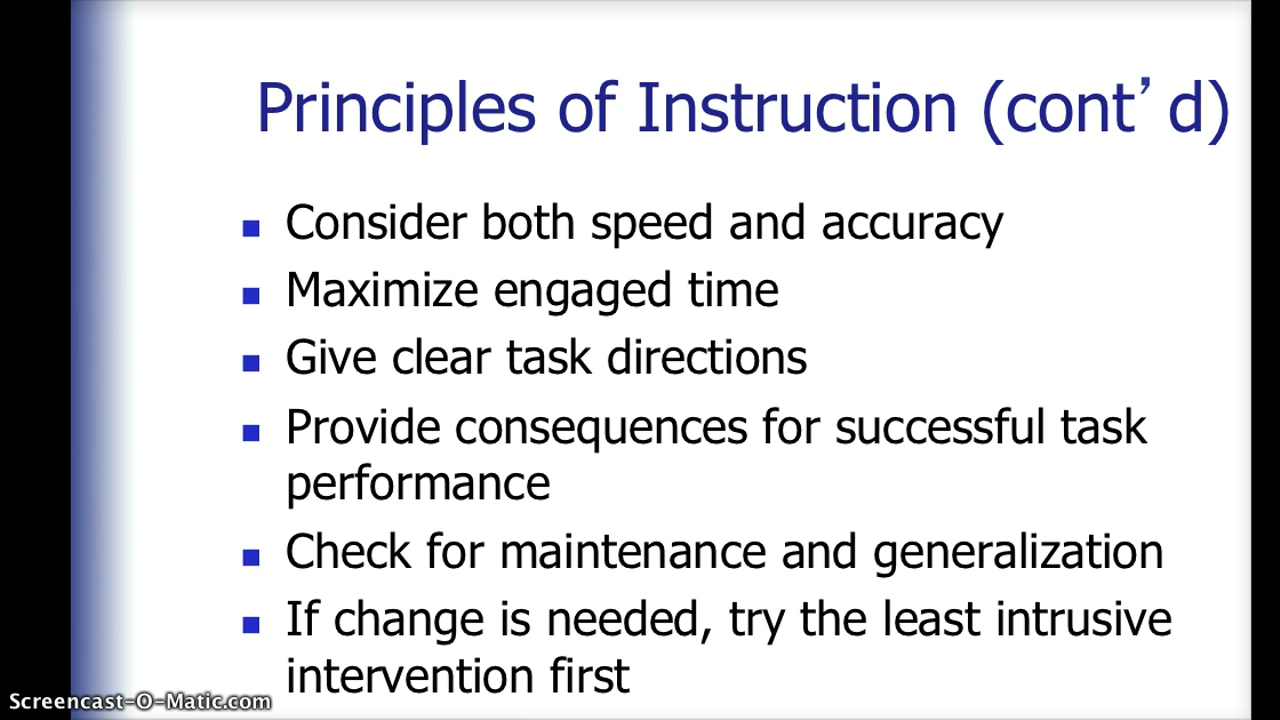 Principles of Instruction (cont’d)
Consider both speed and accuracy
Maximize engaged time
Give clear task directions
Provide consequences for successful task
performance
Check for maintenance and generalization
If change is needed, try the least intrusive
intervention first
Screencast-O-Matic.com